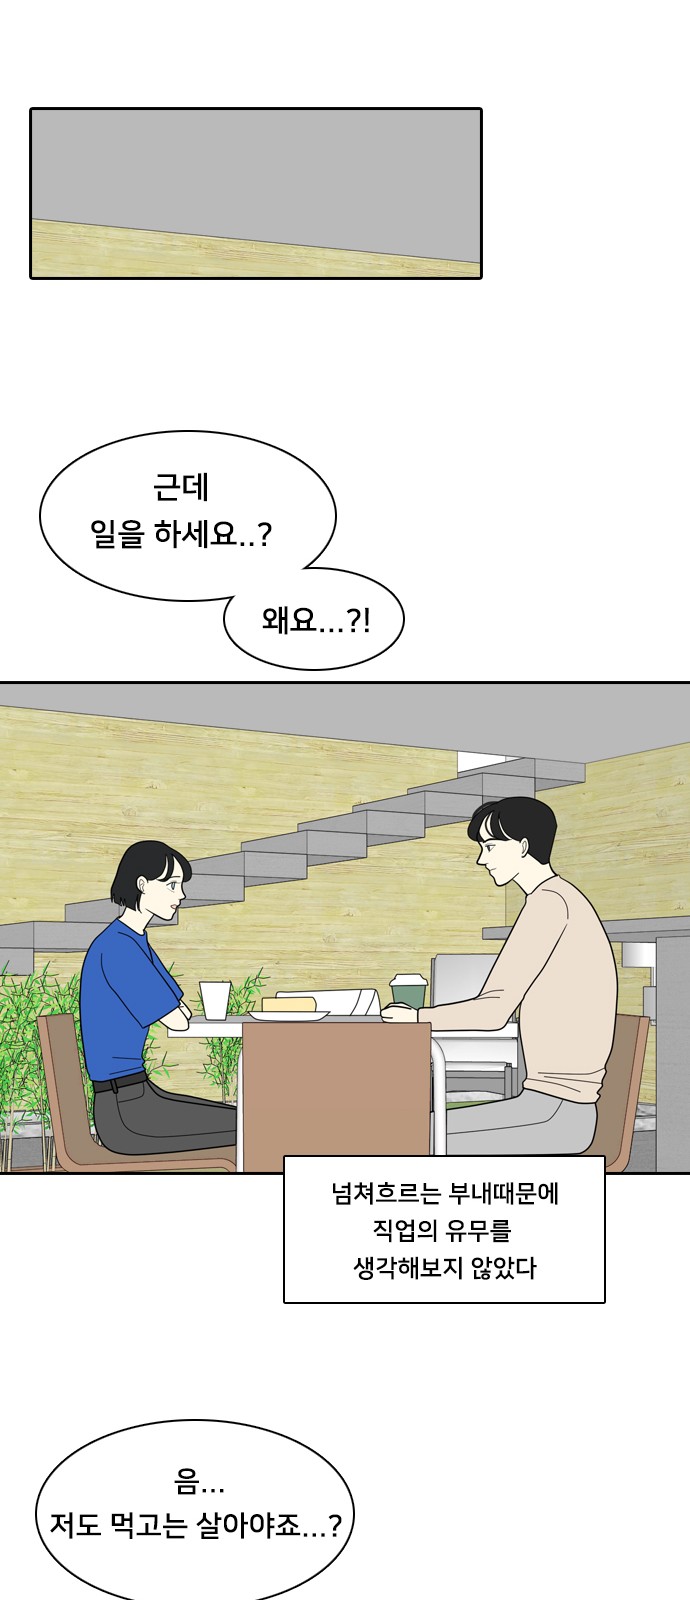 근데
일을 하세요..?
왜요...?!
넘쳐흐르는 부내때문에
직업의 유무를
생각해보지 않았다
음...
저도 먹고는 살아야죠...?